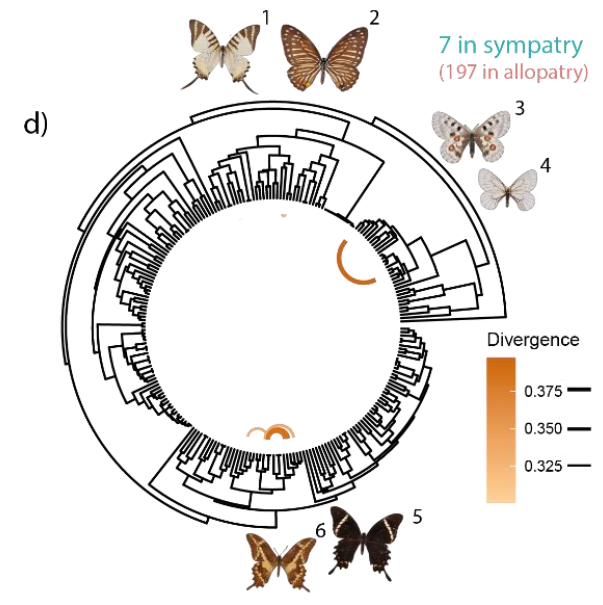 1
2
7 in sympatry
(197 in allopatry)
d)
3
4
Divergence
0.375
0.350
0.325
5
6